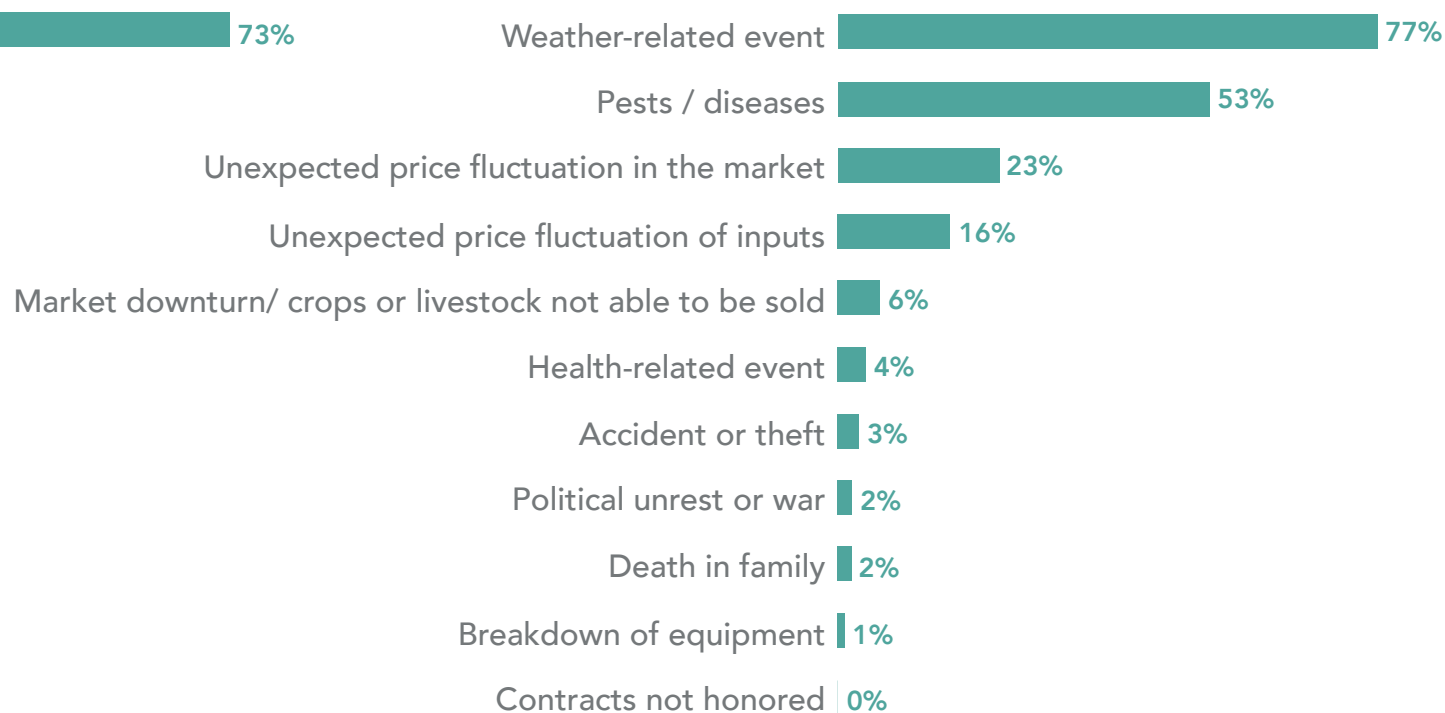 73%
Weather-related event 77%
Pests / diseases 53%
Unexpected price fluctuation in the market 23%
Unexpected price fluctuation of inputs 16%
Market downturn/ crops or livestock not able to be sold 6%
Health-related event 4%
Accident or theft 3%
Political unrest or war 2%
Death in family 2%
Breakdown of equipment 1%
Contracts not honored 0%